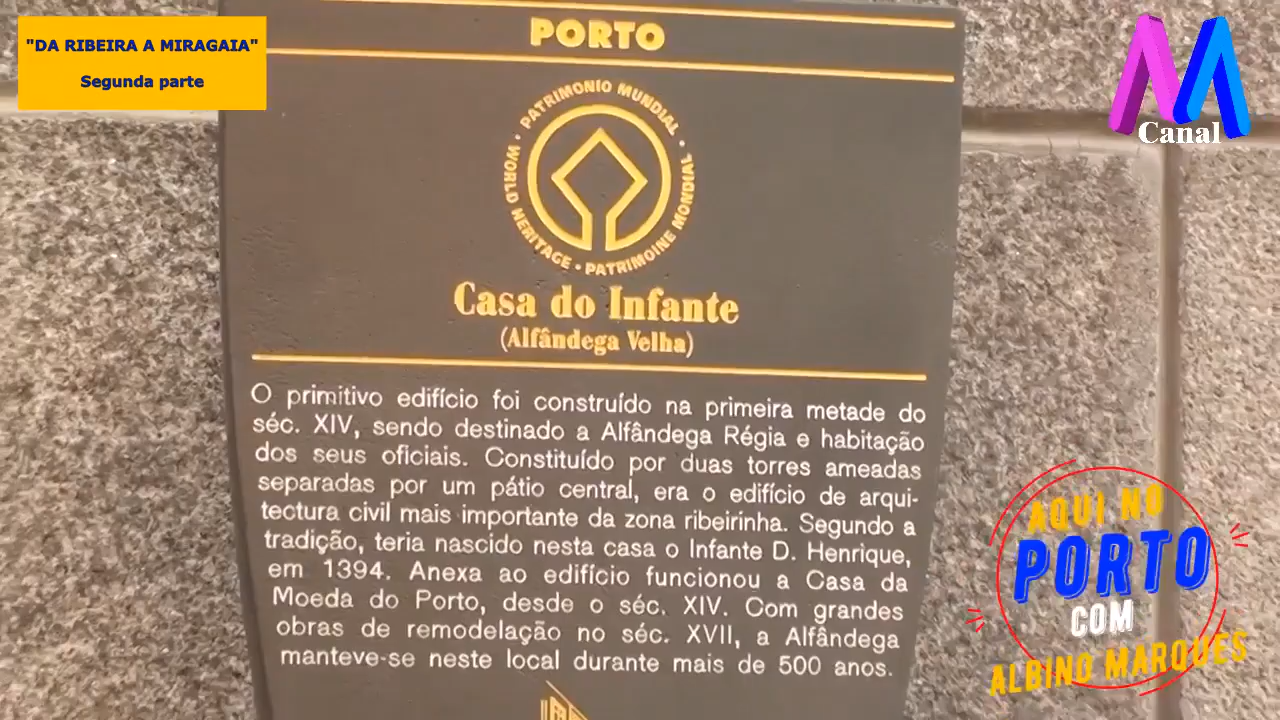 "DA RIBEIRA A MIRAGAIA"
Segunda parte
Canal
PORTO
PATRIMONIO MUNDIAL • WORLD HERITAGE • PATRIMOINE MONDIAL •
Casa do Infante
(Alfândega Velha)
O primitivo edifício foi construído na primeira metade do
séc. XIV, sendo destinado a Alfândega Régia e habitação
dos seus oficiais. Constituído por duas torres ameadas
separadas por um pátio central, era o edifício de arqui-
tectura civil mais importante da zona ribeirinha. Segundo a
tradição, teria nascido nesta casa o Infante D. Henrique,
em 1394. Anexa ao edifício funcionou a Casa da
Moeda do Porto, desde o séc. XIV. Com grandes
obras de remodelação no séc. XVII, a Alfândega
manteve-se neste local durante mais de 500 anos.
AQUI NO
PORTO
COM
ALBINO MARQUES